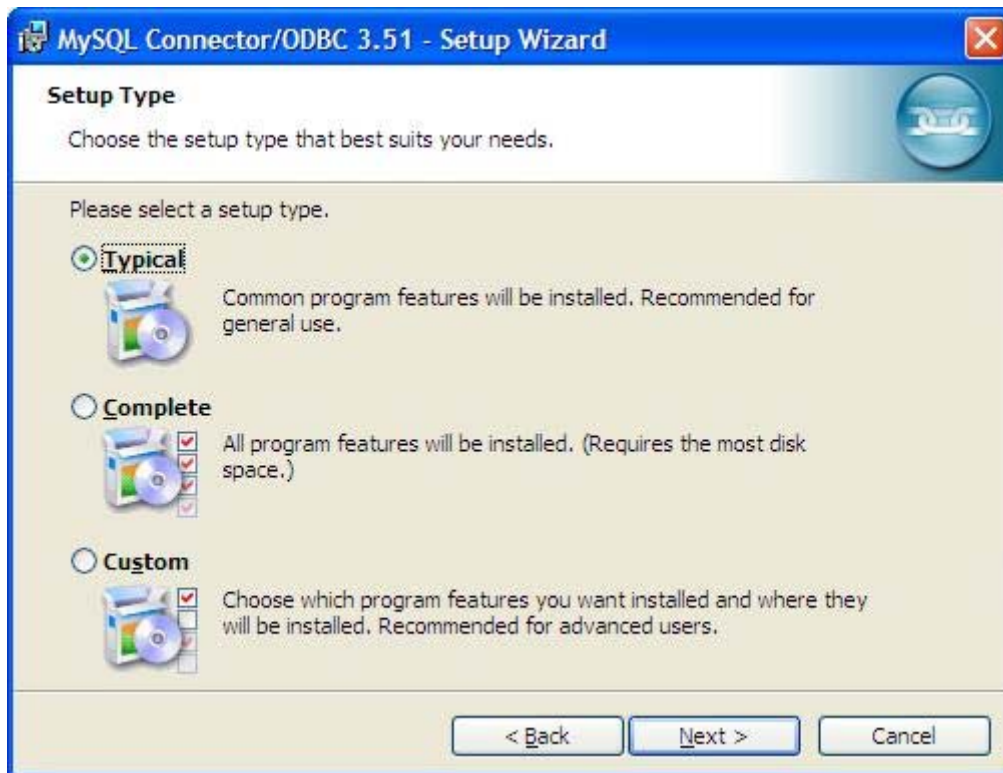 MySQL Connector/ODBC 3.51 - Setup Wizard
Setup Type
Choose the setup type that best suits your needs.
Please select a setup type.
Typical
Common program features will be installed. Recommended for
general use.
Complete
All program features will be installed. (Requires the most disk
space.)
Custom
Choose which program features you want installed and where they
will be installed. Recommended for advanced users.
< Back
Next >
Cancel